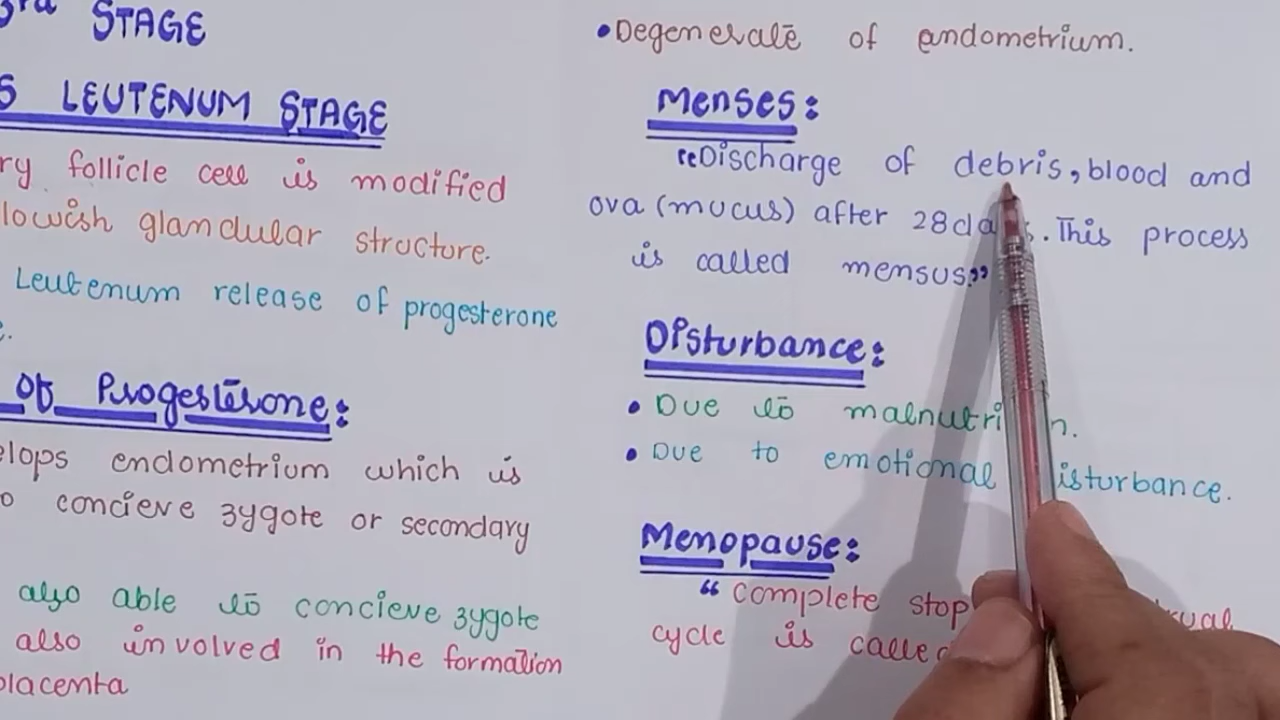 3rd STAGE
S LEUTENUM STAGE
ry follicle cell is modified
lowish glandular structure.
Leutenum release of progesterone
e.
of Progesterone:
elops endometrium which is
o concieve zygote or secondary
also able to concieve zygote
also involved in the formation
placenta
•Degenerate of endometrium.
Menses:
“Discharge of debris, blood and
ova (mucus) after 28 . This process
is called mensus.”
Disturbance:
• Due to
• Due to emotional
Menopause:
“ Complete stop
cycle is